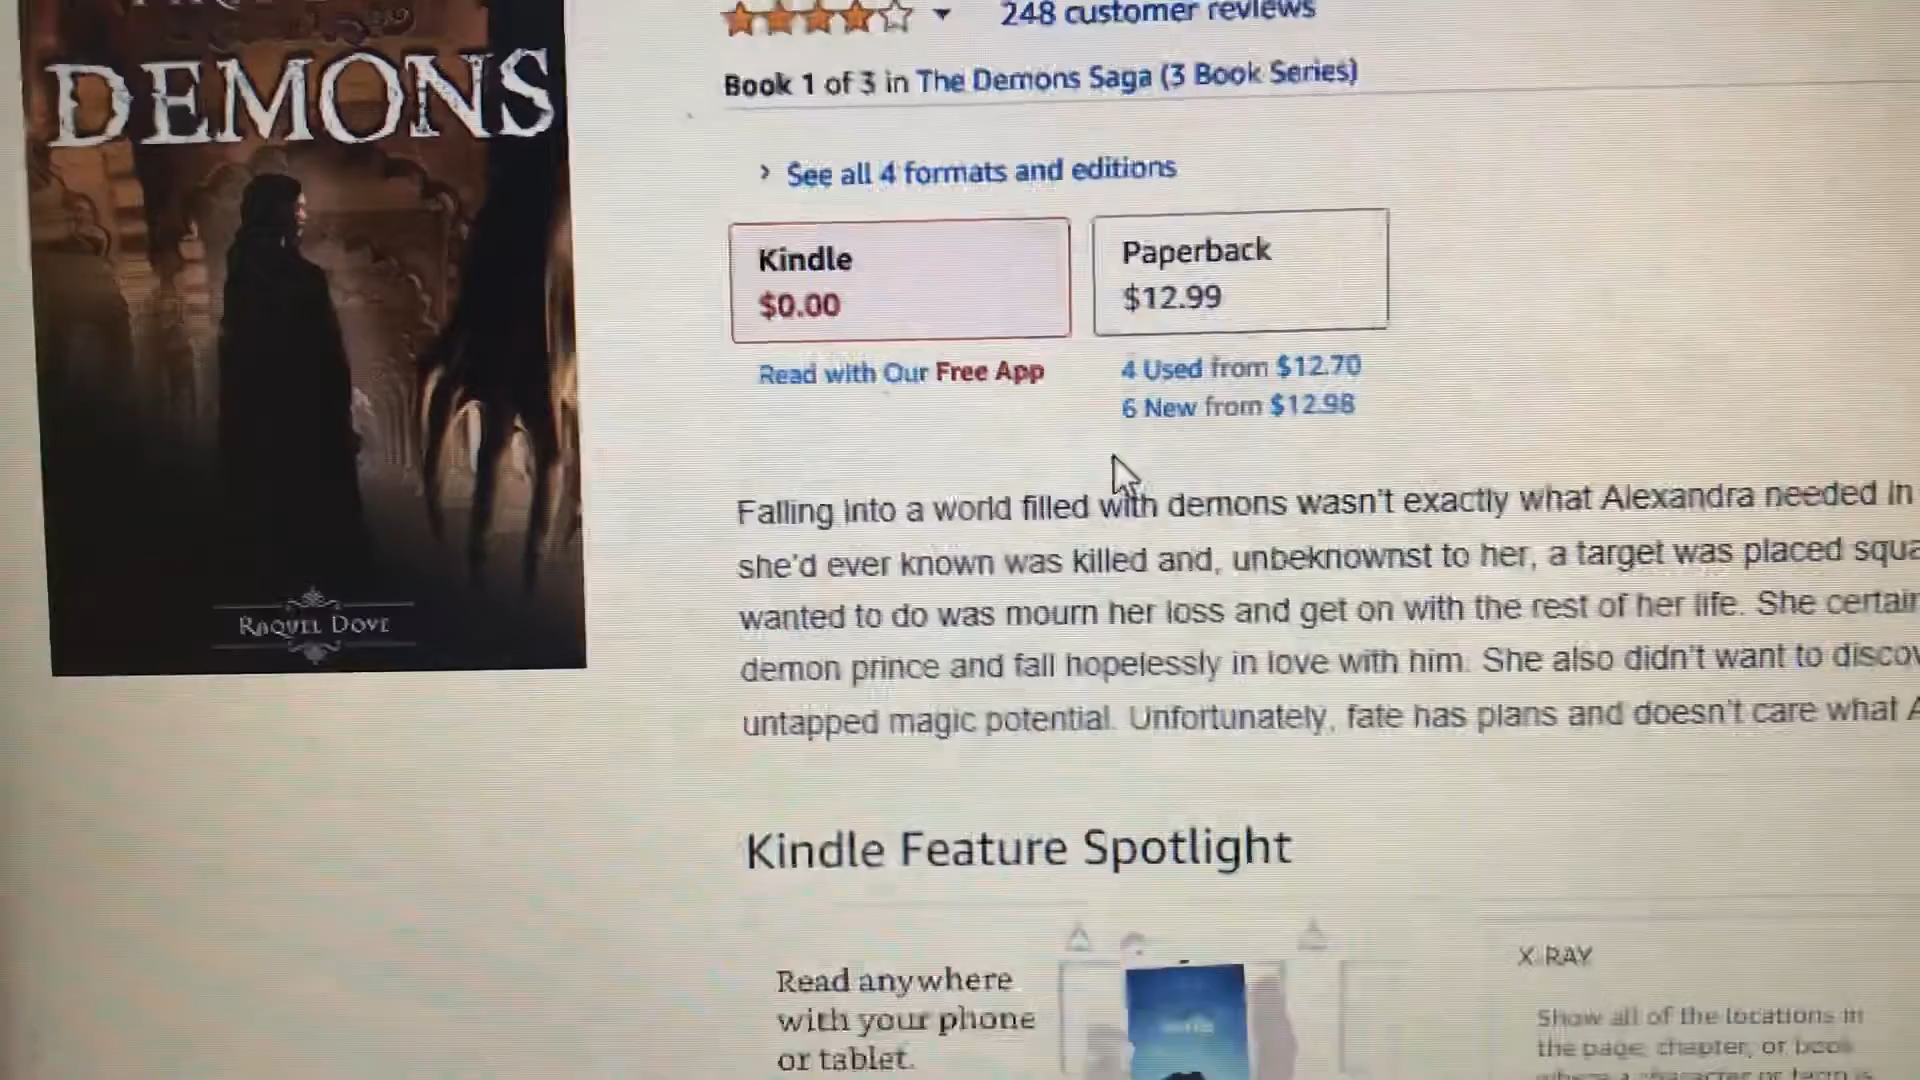 DEMONS
RAQUEL DOVE
248 customer reviews
Book 1 of 3 in The Demons Saga (3 Book Series)
› See all 4 formats and editions
Kindle
$0.00
Read with Our Free App
Paperback
$12.99
4 Used from $12.70
6 New from $12.98
Falling into a world filled with demons wasn't exactly what Alexandra needed in
she'd ever known was killed and, unbeknownst to her, a target was placed squa
wanted to do was mourn her loss and get on with the rest of her life. She certain
demon prince and fall hopelessly in love with him. She also didn't want to discov
untapped magic potential. Unfortunately, fate has plans and doesn't care what A
Kindle Feature Spotlight
Read anywhere
with your phone
or tablet.
X-RAY
Show all of the locations in
the page, chapter, or book